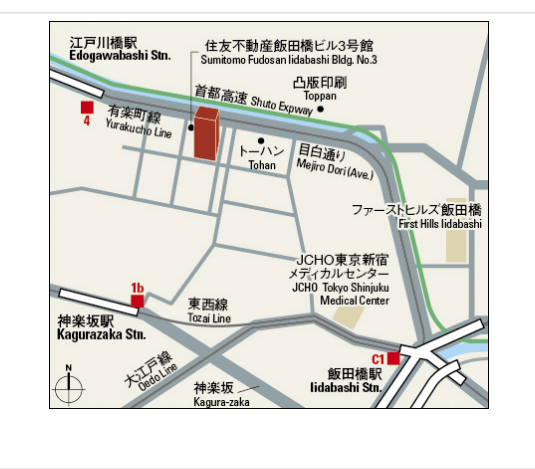 江戸川橋駅
Edogawabashi Stn.
住友不動産飯田橋ビル3号館
Sumitomo Fudosan Iidabashi Bldg. No.3
凸版印刷
Toppan
首都高速 Shuto Expway
4
有楽町線
Yurakucho Line
トーハン
Tohan
目白通り
Mejiro Dori (Ave.)
ファーストヒルズ飯田橋
First Hills Iidabashi
JCHO東京新宿
メディカルセンター
JCHO Tokyo Shinjuku
Medical Center
1b
東西線
Tozai Line
神楽坂駅
Kagurazaka Stn.
大江戸線
Oedo Line
C1
飯田橋駅
Iidabashi Stn.
神楽坂
Kagura-zaka
N